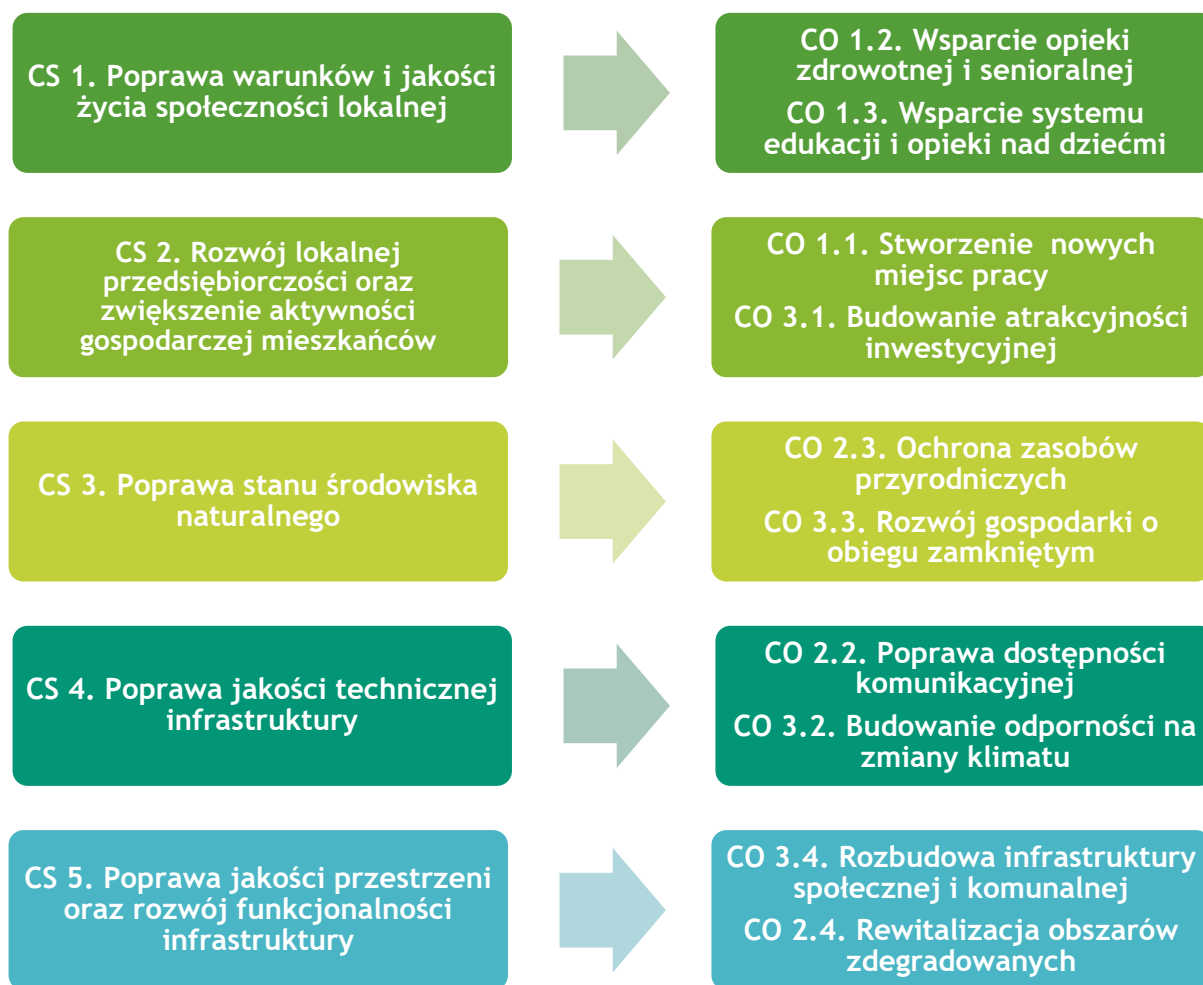 CS 1. Poprawa warunków i jakości
życia społeczności lokalnej
CO 1.2. Wsparcie opieki
zdrowotnej i senioralnej
CO 1.3. Wsparcie systemu
edukacji i opieki nad dziećmi
CS 2. Rozwój lokalnej
przedsiębiorczości oraz
zwiększenie aktywności
gospodarczej mieszkańców
CO 1.1. Stworzenie nowych
miejsc pracy
CO 3.1. Budowanie atrakcyjności
inwestycyjnej
CS 3. Poprawa stanu środowiska
naturalnego
CO 2.3. Ochrona zasobów
przyrodniczych
CO 3.3. Rozwój gospodarki o
obiegu zamkniętym
CS 4. Poprawa jakości technicznej
infrastruktury
CO 2.2. Poprawa dostępności
komunikacyjnej
CO 3.2. Budowanie odporności na
zmiany klimatu
CS 5. Poprawa jakości przestrzeni
oraz rozwój funkcjonalności
infrastruktury
CO 3.4. Rozbudowa infrastruktury
społecznej i komunalnej
CO 2.4. Rewitalizacja obszarów
zdegradowanych